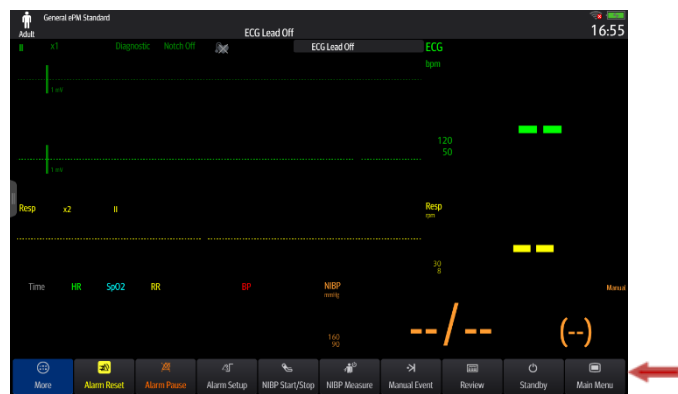 General ePM Standard
Adult
ECG Lead Off
16:55
II x1 Diagnostic Notch Off
ECG Lead Off
ECG
bpm
1 mV
-- 
120
50
1 mV
Resp x2 II
Resp
rpm
--
30
8
Time HR SpO2 RR BP
NIBP
mmHg
Manual
--/-- (--)
160
90
More Alarm Reset Alarm Pause Alarm Setup NIBP Start/Stop NIBP Measure Manual Event Review Standby Main Menu